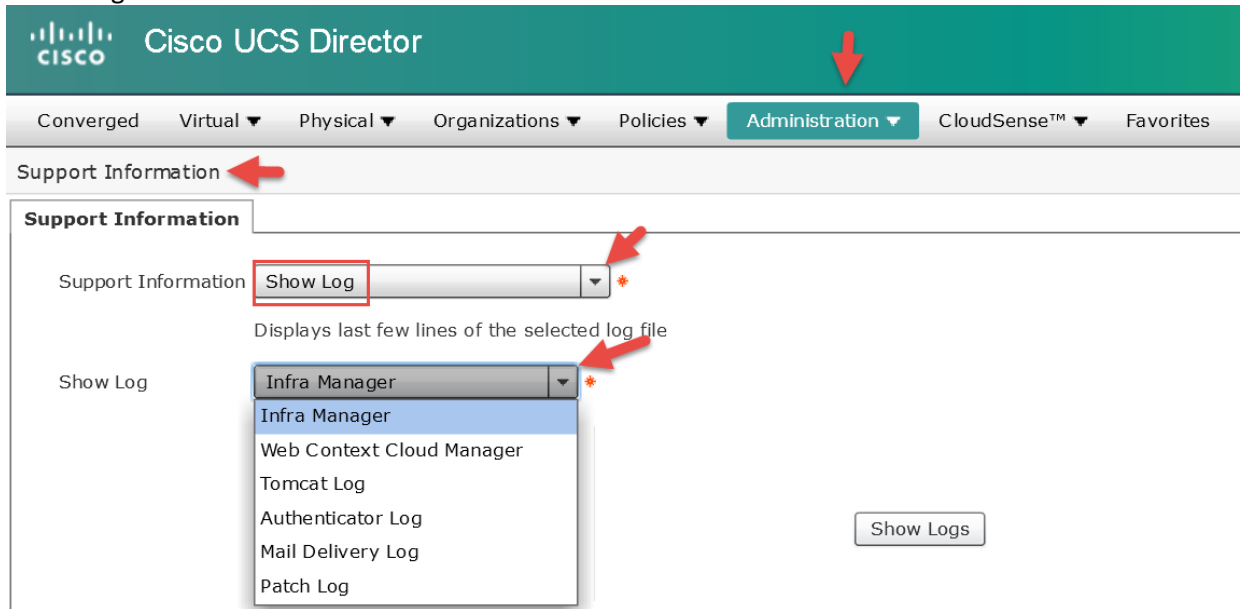 cisco Cisco UCS Director
Converged Virtual Physical Organizations Policies Administration CloudSense™ Favorites
Support Information
Support Information
Support Information Show Log
Displays last few lines of the selected log file
Show Log Infra Manager
Infra Manager
Web Context Cloud Manager
Tomcat Log
Authenticator Log
Show Logs
Mail Delivery Log
Patch Log